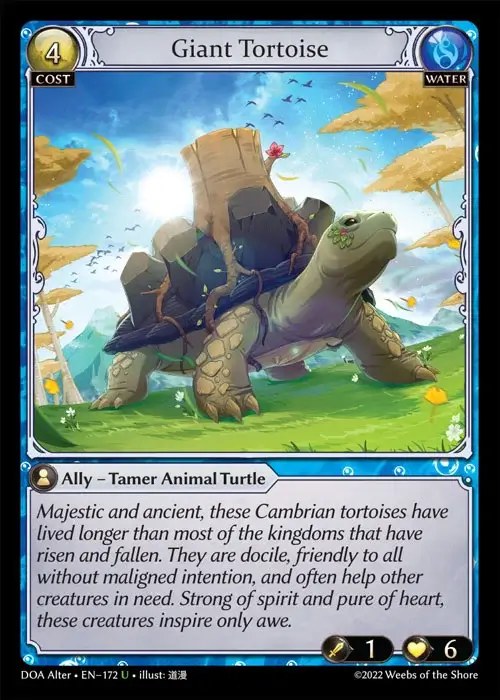 4
COST
Giant Tortoise
WATER
Ally – Tamer Animal Turtle
Majestic and ancient, these Cambrian tortoises have
lived longer than most of the kingdoms that have
risen and fallen. They are docile, friendly to all
without maligned intention, and often help other
creatures in need. Strong of spirit and pure of heart,
these creatures inspire only awe.
1
6
DOA Alter • EN–172 U • illust: 道漫
©2022 Weebs of the Shore